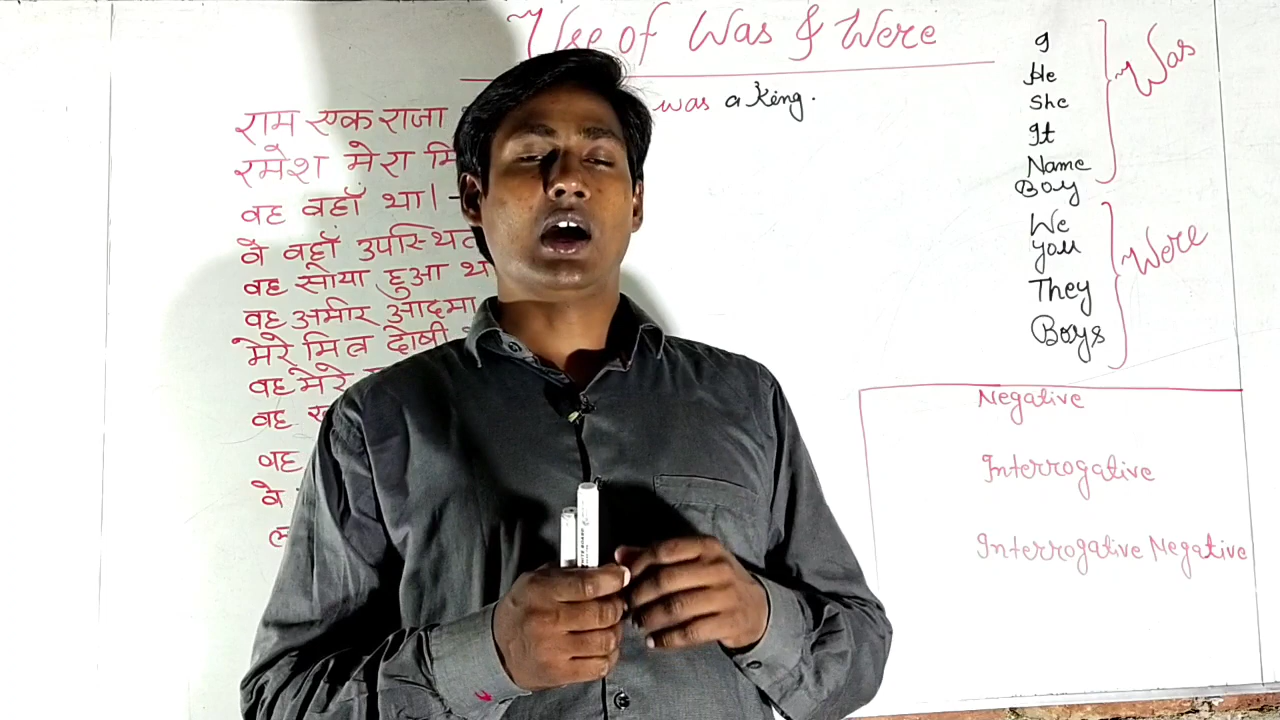 Use of Was & Were
was a King.
राम एक राजा
रमेश मेरा
वह वहाँ था। -
वे वहाँ उपस्थित
वह सोया हुआ
वह अमीर आदमी
मेरे मित्र दोषी
वह मेरे
वह
वह
वे
I
He
She
It
Name
Boy
Was
We
you
They
Boys
Were
Negative
Interrogative
Interrogative Negative